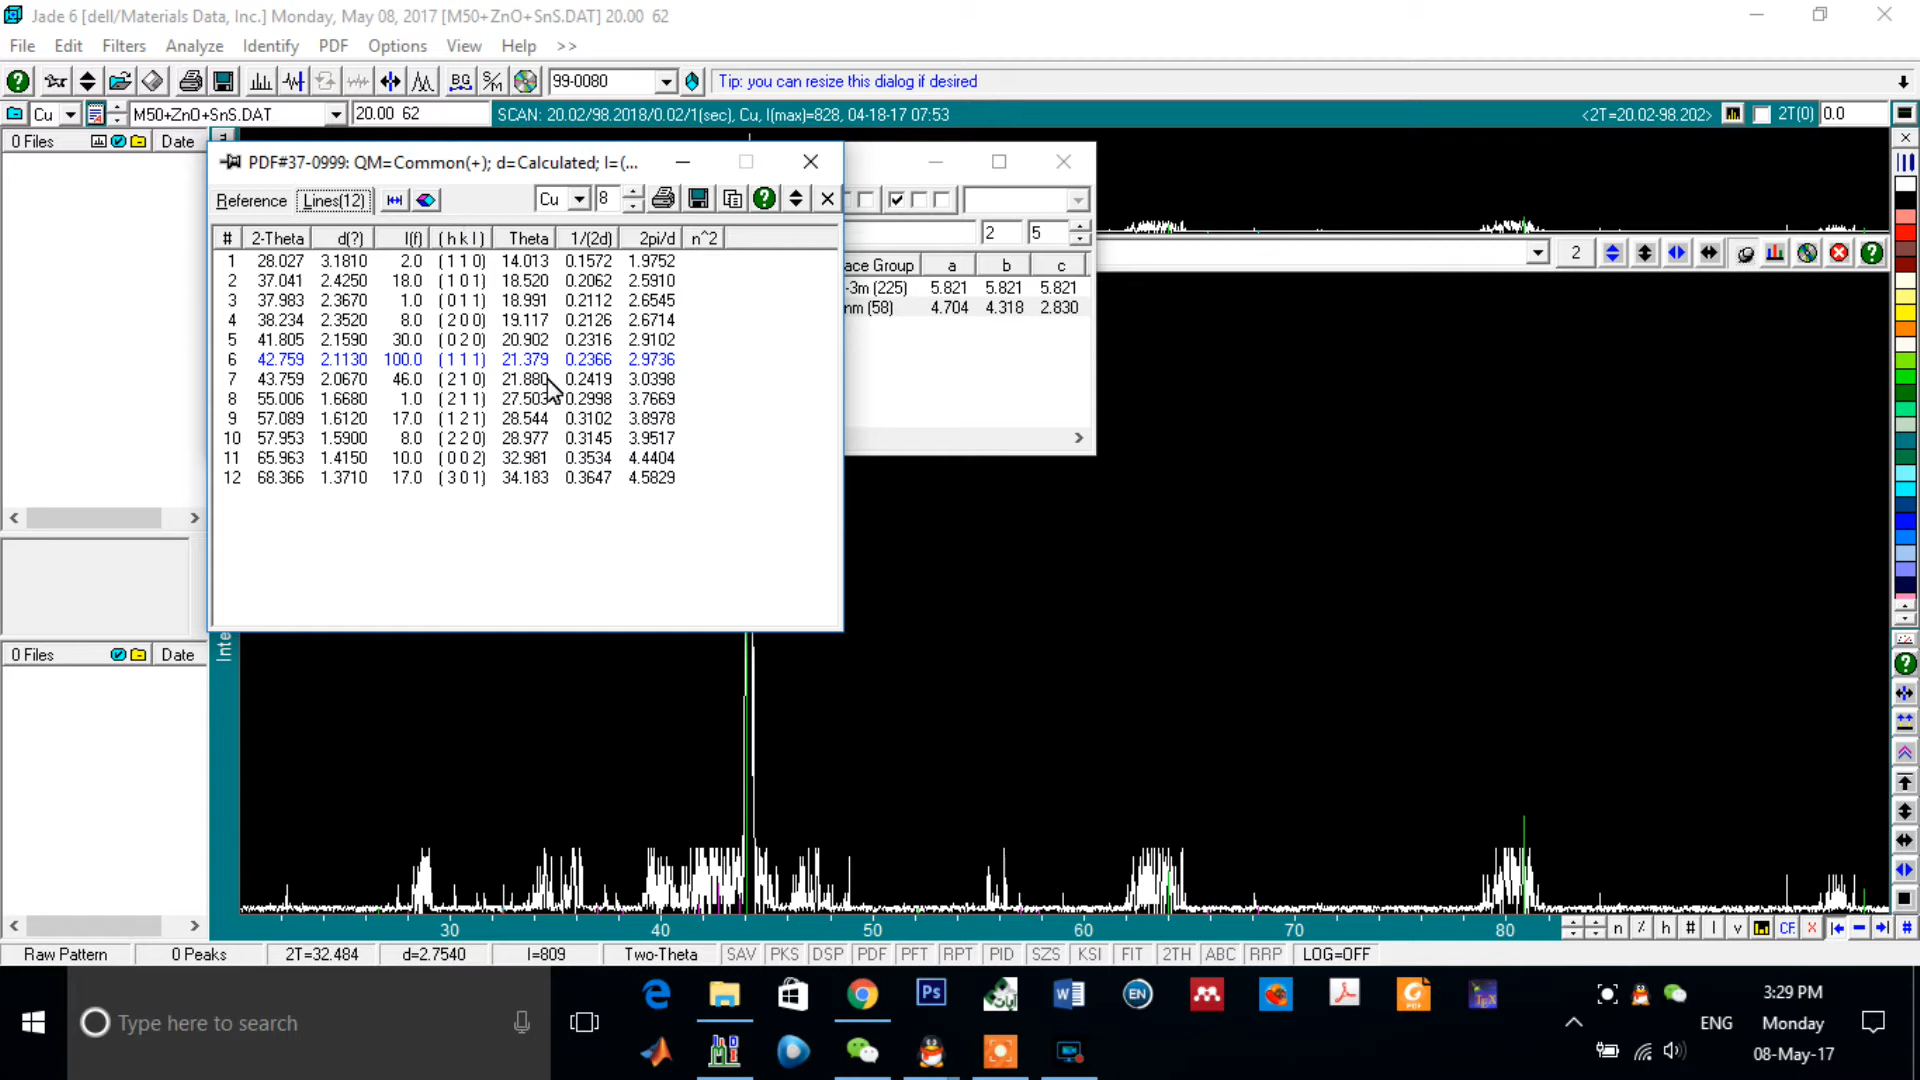 Jade 6 [dell/Materials Data, Inc.] Monday, May 08, 2017 [M50+ZnO+SnS.DAT] 20.00 62
File Edit Filters Analyze Identify PDF Options View Help >>
99-0080 Tip: you can resize this dialog if desired
Cu M50+ZnO+SnS.DAT 20.00 62 SCAN: 20.02/98.2018/0.02/1(sec), Cu, I(max)=828, 04-18-17 07:53 <2T=20.02-98.202> 2T(0) 0.0
0 Files Date
PDF#37-0999: QM=Common(+); d=Calculated; I=(...
Reference Lines(12) Cu 8
2 5
# 2-Theta d(?) I(f) (h k l) Theta 1/(2d) 2pi/d n^2
1 28.027 3.1810 2.0 (1 1 0) 14.013 0.1572 1.9752
2 37.041 2.4250 18.0 (1 0 1) 18.520 0.2062 2.5910
3 37.983 2.3670 1.0 (0 1 1) 18.991 0.2112 2.6545
4 38.234 2.3520 8.0 (2 0 0) 19.117 0.2126 2.6714
5 41.805 2.1590 30.0 (0 2 0) 20.902 0.2316 2.9102
6 42.759 2.1130 100.0 (1 1 1) 21.379 0.2366 2.9736
7 43.759 2.0670 46.0 (2 1 0) 21.880 0.2419 3.0398
8 55.006 1.6680 1.0 (2 1 1) 27.503 0.2998 3.7669
9 57.089 1.6120 17.0 (1 2 1) 28.544 0.3102 3.8978
10 57.953 1.5900 8.0 (2 2 0) 28.977 0.3145 3.9517
11 65.963 1.4150 10.0 (0 0 2) 32.981 0.3534 4.4404
12 68.366 1.3710 17.0 (3 0 1) 34.183 0.3647 4.5829
ace Group a b c
-3m (225) 5.821 5.821 5.821
nm (58) 4.704 4.318 2.830
2
0 Files Date
Inte
30 40 50 60 70 80
n % h # l v CF X #
Raw Pattern 0 Peaks 2T=32.484 d=2.7540 I=809 Two-Theta SAV PKS DSP PDF PFT RPT PID SZS KSI FIT 2TH ABC RRP LOG=OFF
Type here to search
Ps EN PDF TEX
3:29 PM
ENG Monday
08-May-17